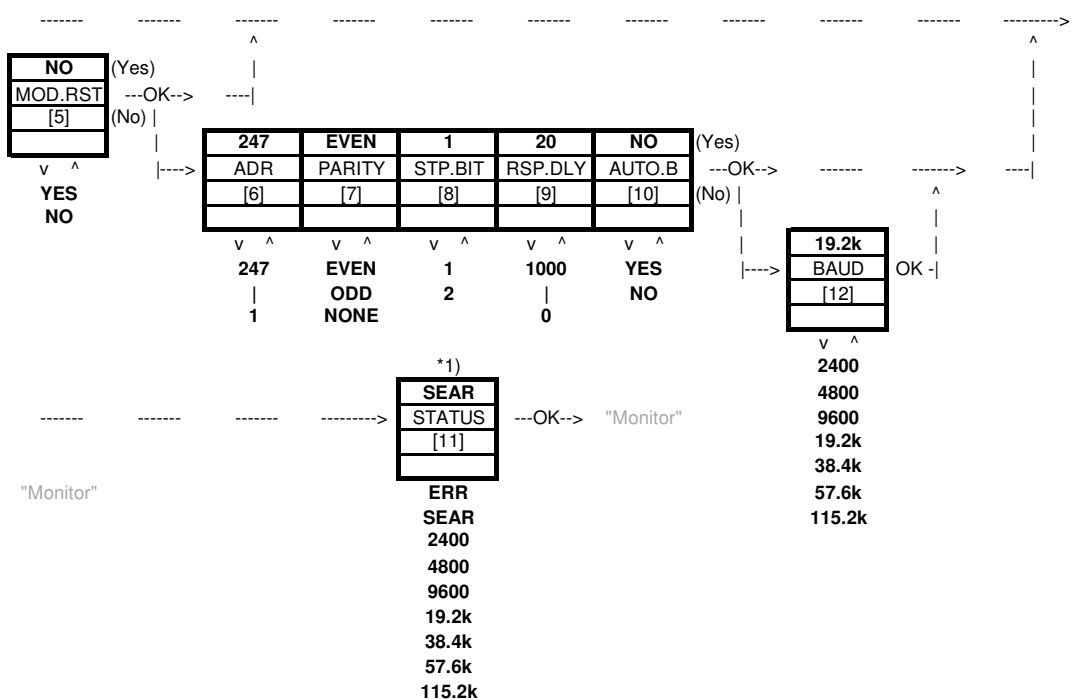 ------- ------- ------- ------- ------- ------- ------- ------- ------- ------- --------->
^ ^
NO (Yes) | |
MOD.RST ---OK--> ----| |
[5] (No) | |
| 247 EVEN 1 20 NO (Yes) |
v ^ |----> ADR PARITY STP.BIT RSP.DLY AUTO.B ---OK--> ------- -------> ----|
YES [6] [7] [8] [9] [10] (No) | ^
NO | |
v ^ v ^ v ^ v ^ v ^ | 19.2k |
247 EVEN 1 1000 YES |----> BAUD OK -|
| ODD 2 | NO [12]
1 NONE 0
v ^
*1) 2400
SEAR 4800
------- ------- ------- ---------> STATUS ---OK--> "Monitor" 9600
[11] 19.2k
38.4k
"Monitor" ERR 57.6k
SEAR 115.2k
2400
4800
9600
19.2k
38.4k
57.6k
115.2k